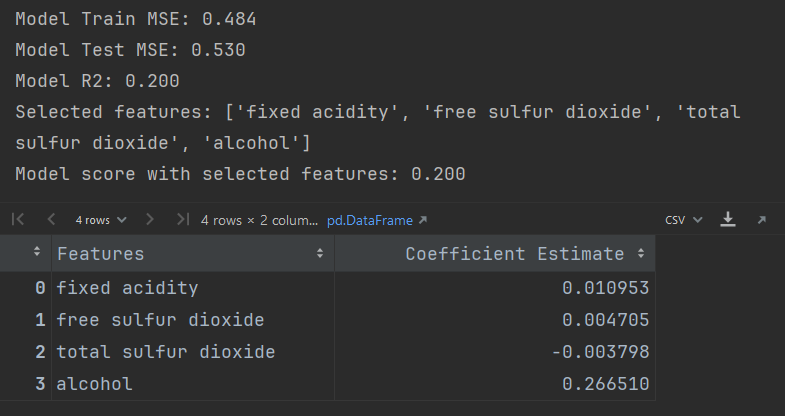 Model Train MSE: 0.484
Model Test MSE: 0.530
Model R2: 0.200
Selected features: ['fixed acidity', 'free sulfur dioxide', 'total
sulfur dioxide', 'alcohol']
Model score with selected features: 0.200
4 rows 4 rows × 2 colum... pd.DataFrame CSV
Features Coefficient Estimate
0 fixed acidity 0.010953
1 free sulfur dioxide 0.004705
2 total sulfur dioxide -0.003798
3 alcohol 0.266510